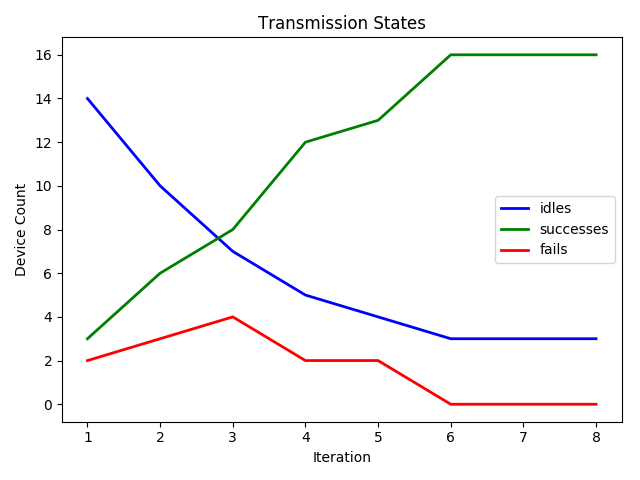 Transmission States
16
14
12
10
8
6
4
2
0
Device Count
idles
successes
fails
1 2 3 4 5 6 7 8
Iteration